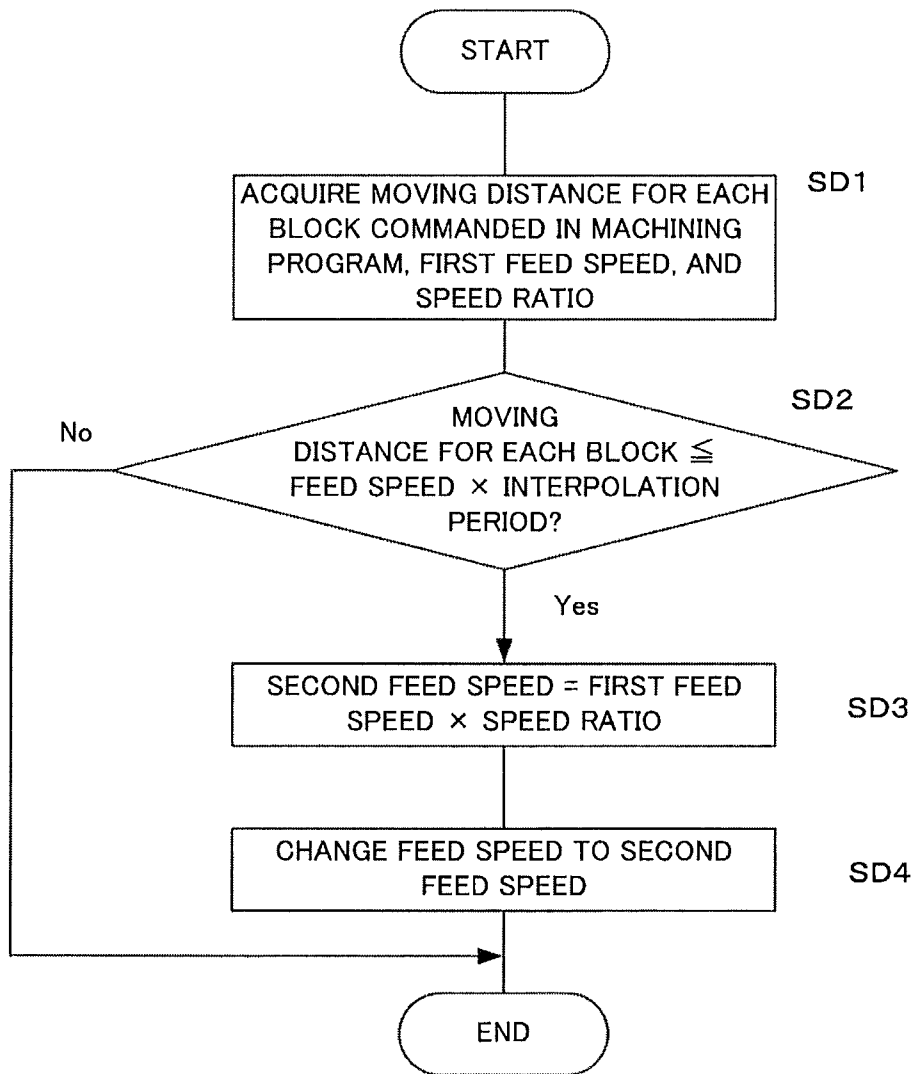 START
SD1
ACQUIRE MOVING DISTANCE FOR EACH
BLOCK COMMANDED IN MACHINING
PROGRAM, FIRST FEED SPEED, AND
SPEED RATIO
SD2
No
MOVING
DISTANCE FOR EACH BLOCK ≦
FEED SPEED × INTERPOLATION
PERIOD?
Yes
SECOND FEED SPEED = FIRST FEED
SPEED × SPEED RATIO
SD3
CHANGE FEED SPEED TO SECOND
FEED SPEED
SD4
END